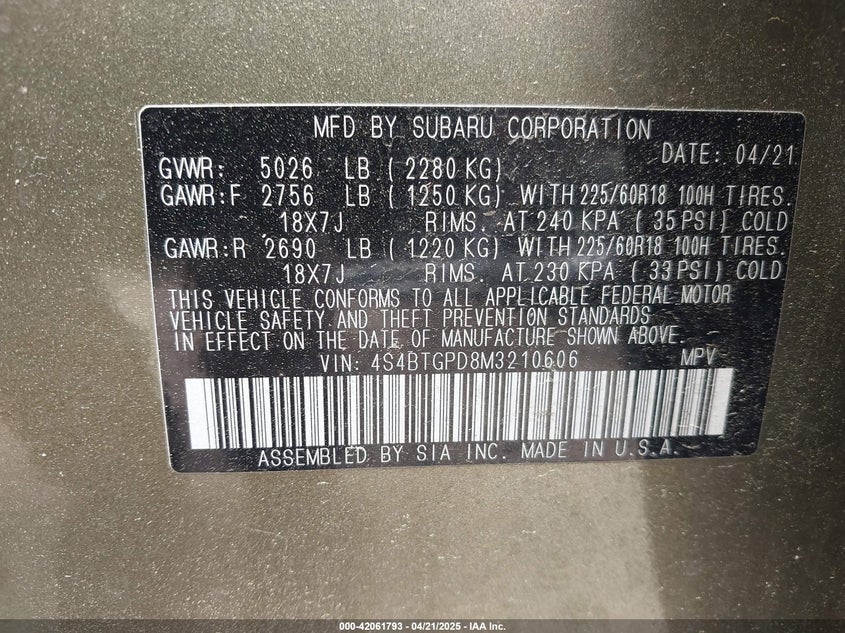 MFD BY SUBARU CORPORATION
DATE: 04/21
GVWR: 5026 LB ( 2280 KG)
GAWR:F 2756 LB ( 1250 KG) WITH 225/60R18 100H TIRES.
18X7J RIMS. AT 240 KPA ( 35 PSI) COLD
GAWR:R 2690 LB ( 1220 KG) WITH 225/60R18 100H TIRES.
18X7J RIMS. AT 230 KPA ( 33 PSI) COLD
THIS VEHICLE CONFORMS TO ALL APPLICABLE FEDERAL MOTOR
VEHICLE SAFETY AND THEFT PREVENTION STANDARDS
IN EFFECT ON THE DATE OF MANUFACTURE SHOWN ABOVE.
VIN: 4S4BTGPD8M3210606 MPV
ASSEMBLED BY SIA INC. MADE IN U.S.A.
000-42061793 - 04/21/2025 - IAA Inc.